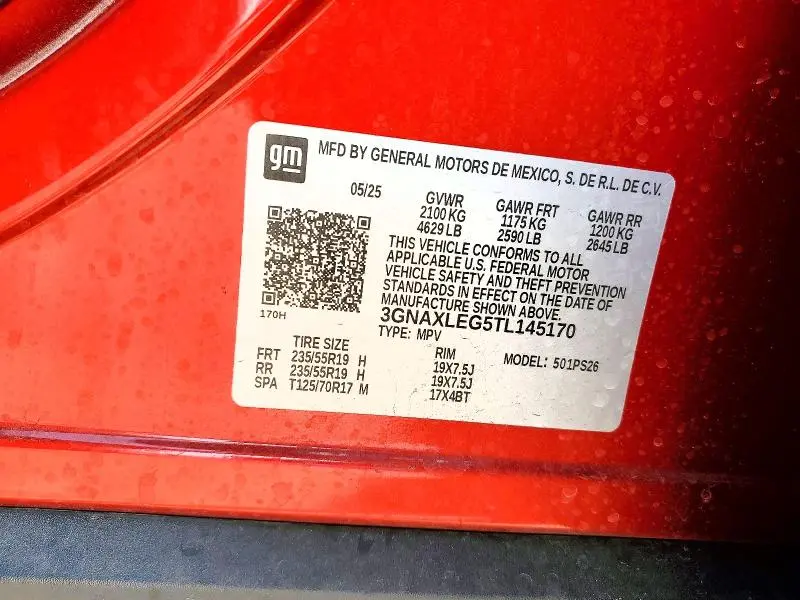 gm
MFD BY GENERAL MOTORS DE MEXICO, S. DE R.L. DE C.V.
05/25 GVWR GAWR FRT GAWR RR
2100 KG 1175 KG 1200 KG
4629 LB 2590 LB 2645 LB
THIS VEHICLE CONFORMS TO ALL
APPLICABLE U.S. FEDERAL MOTOR
VEHICLE SAFETY AND THEFT PREVENTION
STANDARDS IN EFFECT ON THE DATE OF
MANUFACTURE SHOWN ABOVE.
170H
3GNAXLEG5TL145170
TYPE: MPV
TIRE SIZE RIM MODEL: 501PS26
FRT 235/55R19 H 19X7.5J
RR 235/55R19 H 19X7.5J
SPA T125/70R17 M 17X4BT